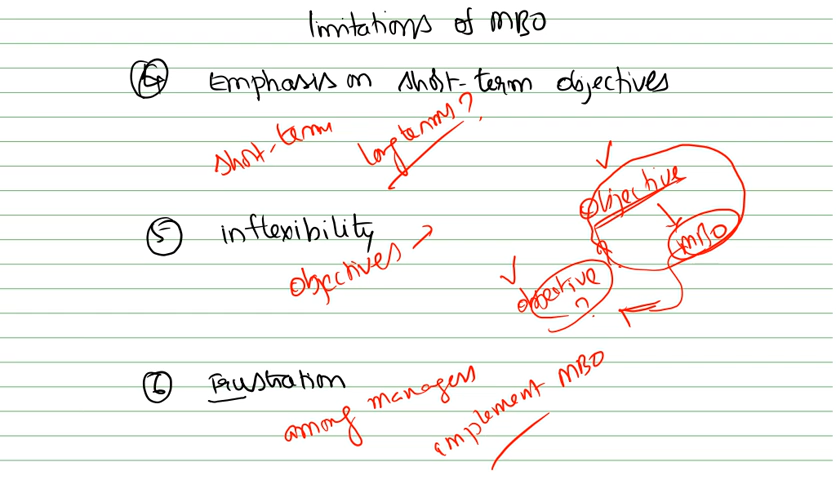 limitations of MBO
④ Emphasis on short-term objectives
short-term long terms?
objective
MBO
⑤ inflexibility
objectives →
objective ?
⑥ Frustration
among managers
implement MBO